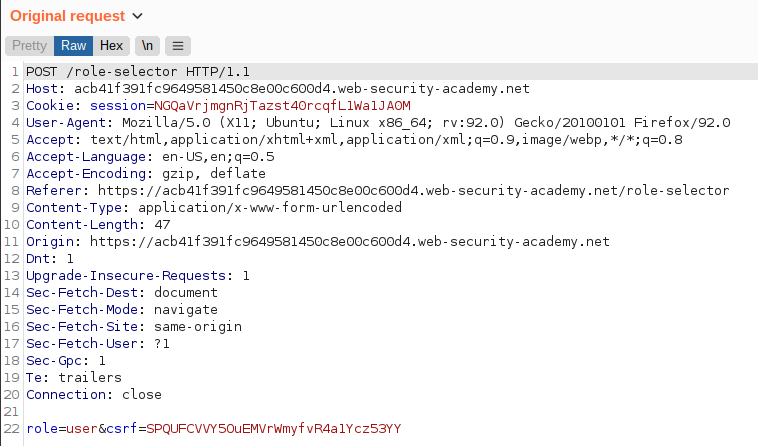 Original request
Pretty Raw Hex \n
1 POST /role-selector HTTP/1.1
2 Host: acb41f391fc9649581450c8e00c600d4.web-security-academy.net
3 Cookie: session=NGQaVrjmgnRjTazst4OrcqfL1Wa1JAOM
4 User-Agent: Mozilla/5.0 (X11; Ubuntu; Linux x86_64; rv:92.0) Gecko/20100101 Firefox/92.0
5 Accept: text/html,application/xhtml+xml,application/xml;q=0.9,image/webp,*/*;q=0.8
6 Accept-Language: en-US,en;q=0.5
7 Accept-Encoding: gzip, deflate
8 Referer: https://acb41f391fc9649581450c8e00c600d4.web-security-academy.net/role-selector
9 Content-Type: application/x-www-form-urlencoded
10 Content-Length: 47
11 Origin: https://acb41f391fc9649581450c8e00c600d4.web-security-academy.net
12 Dnt: 1
13 Upgrade-Insecure-Requests: 1
14 Sec-Fetch-Dest: document
15 Sec-Fetch-Mode: navigate
16 Sec-Fetch-Site: same-origin
17 Sec-Fetch-User: ?1
18 Sec-Gpc: 1
19 Te: trailers
20 Connection: close
21
22 role=user&csrf=SPQUFCVVY5OuEMVrWmyfvR4a1Ycz53YY